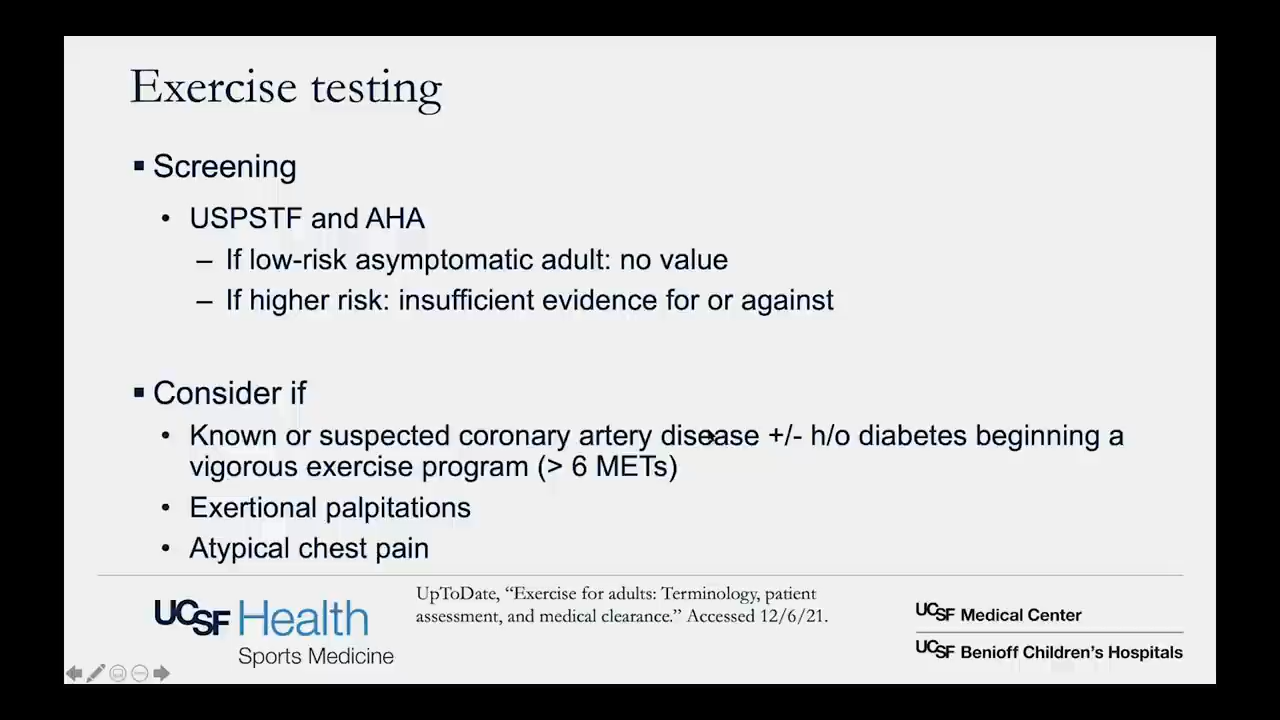 Exercise testing
▪ Screening
• USPSTF and AHA
– If low-risk asymptomatic adult: no value
– If higher risk: insufficient evidence for or against
▪ Consider if
• Known or suspected coronary artery disease +/- h/o diabetes beginning a
vigorous exercise program (> 6 METs)
• Exertional palpitations
• Atypical chest pain
UCSF Health
Sports Medicine
UpToDate, “Exercise for adults: Terminology, patient
assessment, and medical clearance.” Accessed 12/6/21.
UCSF Medical Center
UCSF Benioff Children's Hospitals